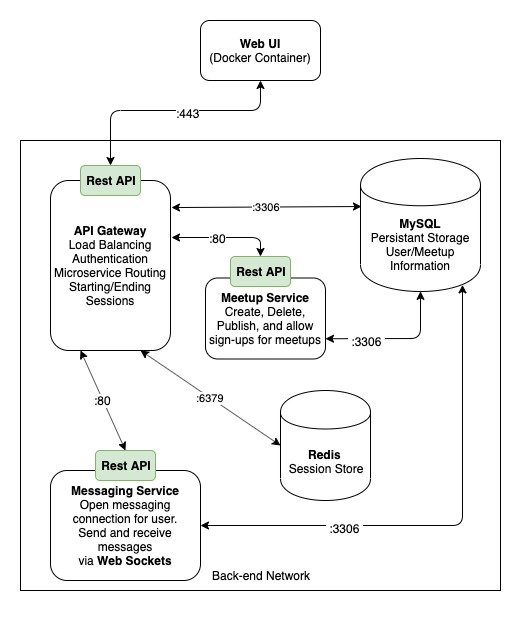 Web UI
(Docker Container)
:443
Rest API
API Gateway
Load Balancing
Authentication
Microservice Routing
Starting/Ending
Sessions
:3306
MySQL
Persistant Storage
User/Meetup
Information
:80
Rest API
Meetup Service
Create, Delete,
Publish, and allow
sign-ups for meetups
:3306
:80
:6379
Redis
Session Store
Rest API
Messaging Service
Open messaging
connection for user.
Send and receive
messages
via Web Sockets
:3306
Back-end Network